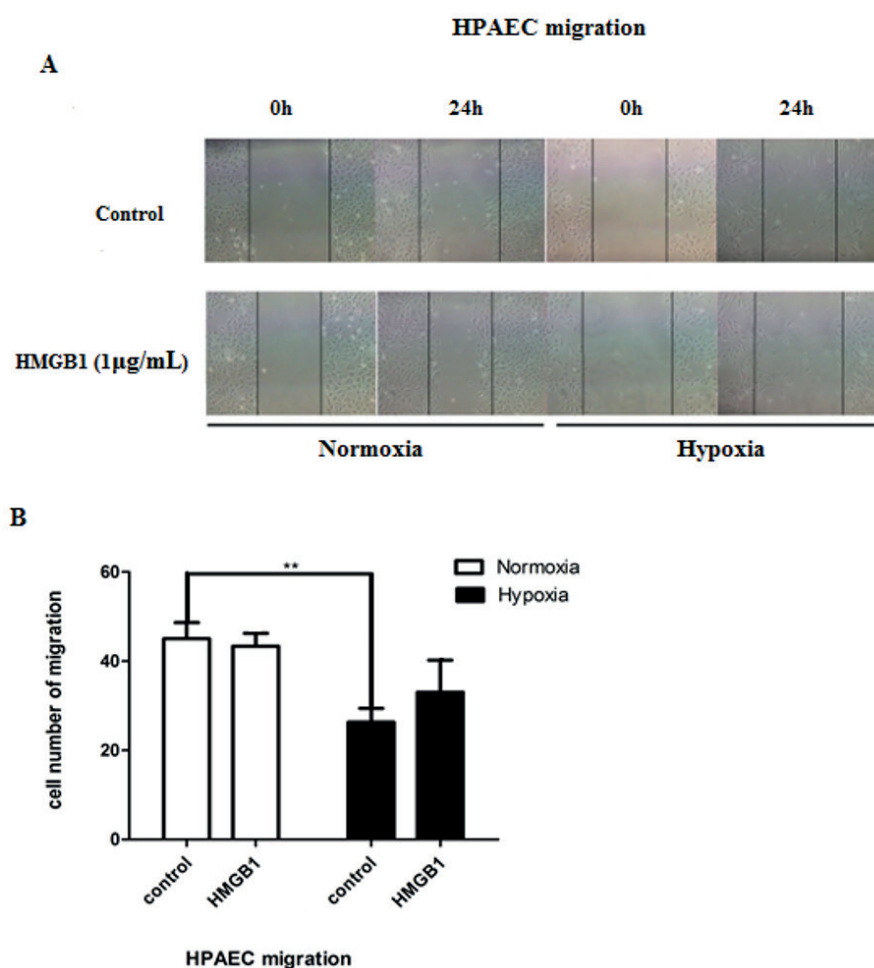 HPAEC migration
A
0h 24h 0h 24h
Control
HMGB1 (1µg/mL)
Normoxia Hypoxia
B
60
40
20
0
cell number of migration
**
Normoxia
Hypoxia
control HMGB1 control HMGB1
HPAEC migration